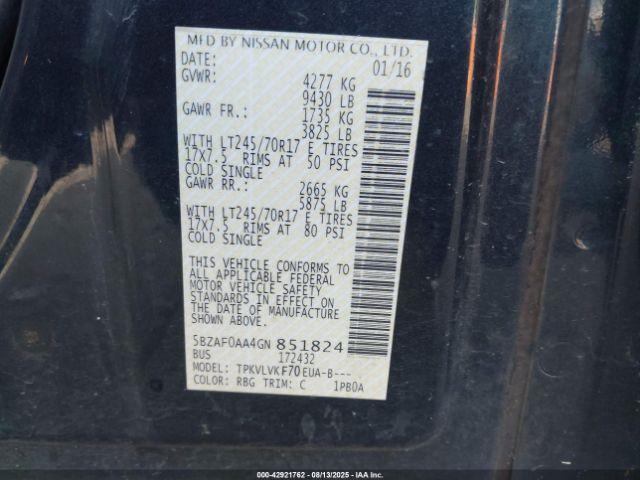 MFD BY NISSAN MOTOR CO., LTD.
DATE: 01/16
GVWR: 4277 KG
9430 LB
GAWR FR.: 1735 KG
3825 LB
WITH LT245/70R17 E TIRES
17X7.5 RIMS AT 50 PSI
COLD SINGLE
GAWR RR.: 2665 KG
5875 LB
WITH LT245/70R17 E TIRES
17X7.5 RIMS AT 80 PSI
COLD SINGLE
THIS VEHICLE CONFORMS TO
ALL APPLICABLE FEDERAL
MOTOR VEHICLE SAFETY
STANDARDS IN EFFECT ON
THE DATE OF MANUFACTURE
SHOWN ABOVE.
5BZAF0AA4GN 851824
BUS 172432
MODEL: TPKVLVKF70EUA-B---
COLOR: RBG TRIM: C 1PB0A
000-42921762 - 08/13/2025 - IAA Inc.